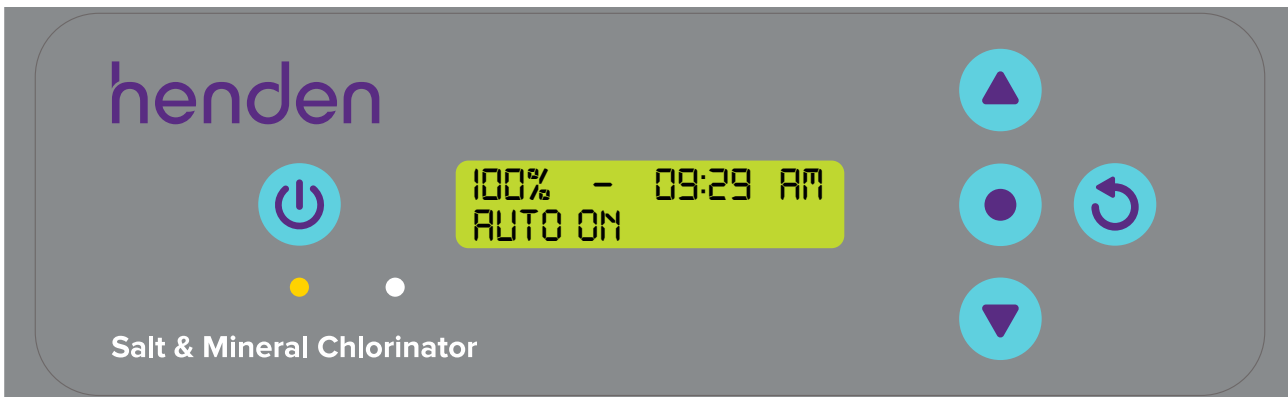 henden
100% - 09:29 AM
AUTO ON
Salt & Mineral Chlorinator